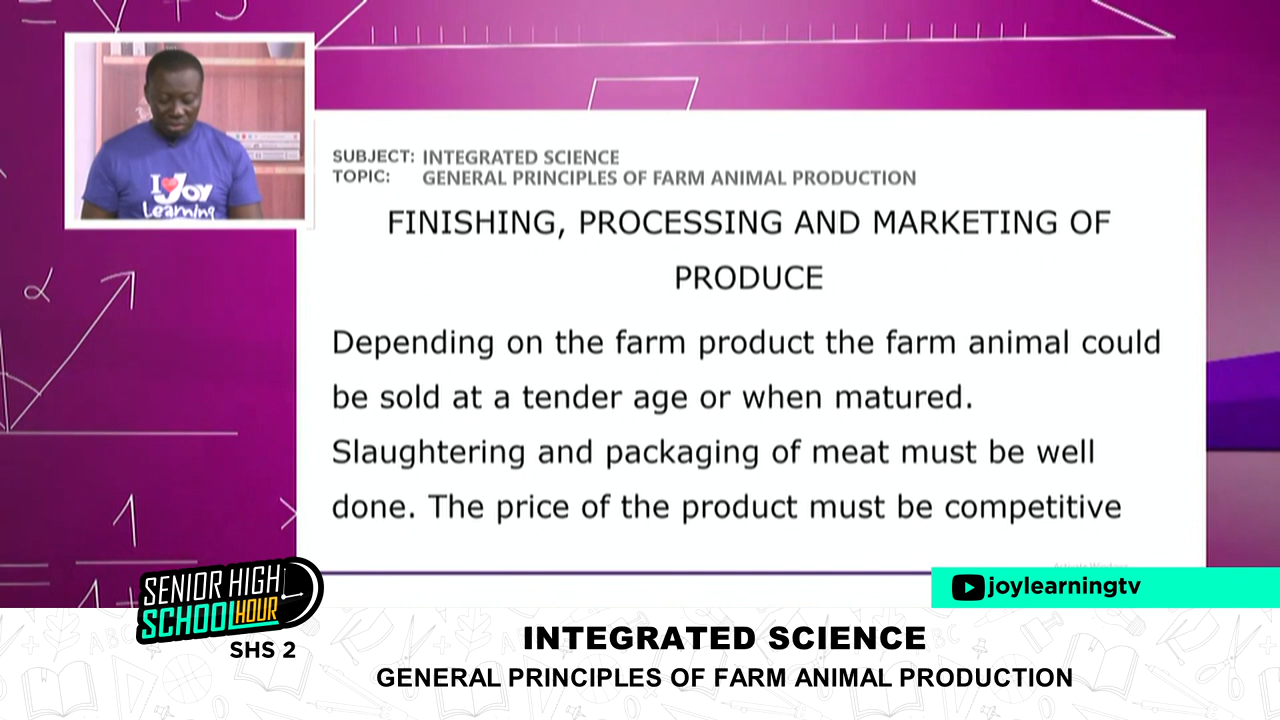 SUBJECT: INTEGRATED SCIENCE
TOPIC: GENERAL PRINCIPLES OF FARM ANIMAL PRODUCTION
FINISHING, PROCESSING AND MARKETING OF
PRODUCE
Depending on the farm product the farm animal could
be sold at a tender age or when matured.
Slaughtering and packaging of meat must be well
done. The price of the product must be competitive
I Joy
Learning
joylearningtv
SENIOR HIGH
SCHOOL HOUR
SHS 2
INTEGRATED SCIENCE
GENERAL PRINCIPLES OF FARM ANIMAL PRODUCTION